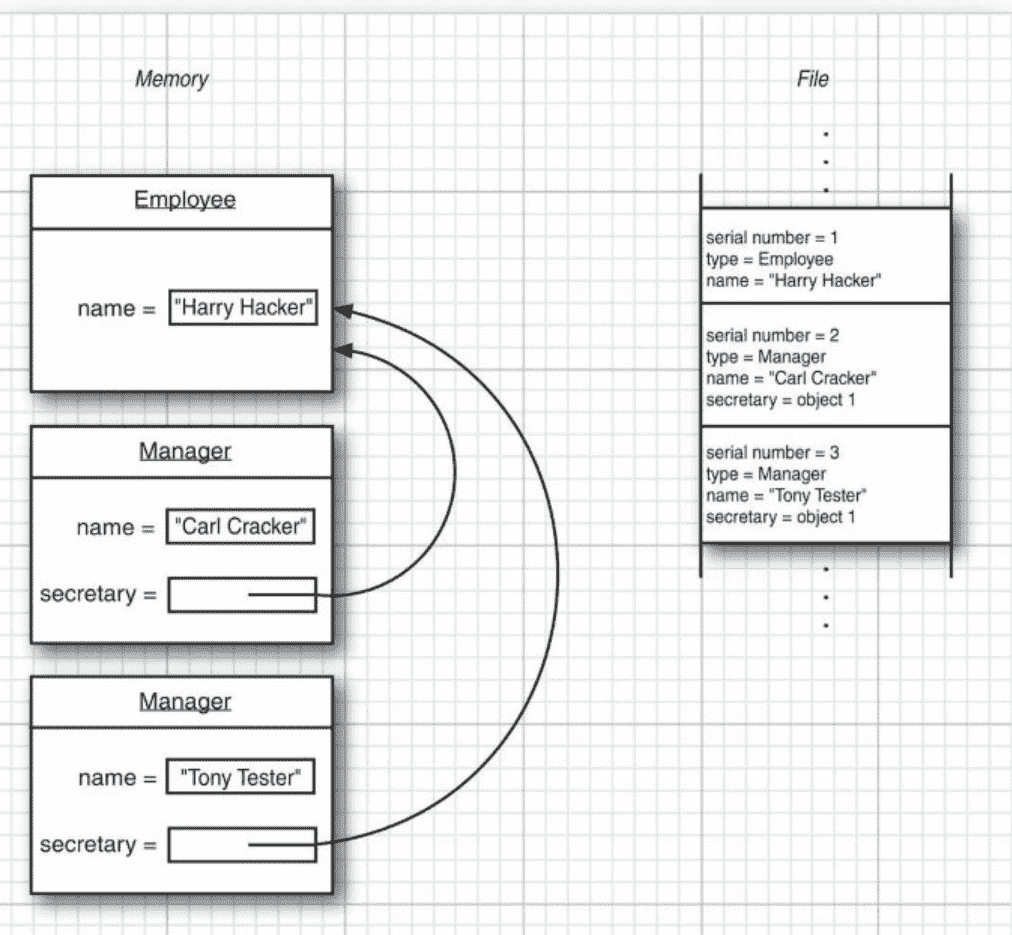 Memory
Employee
name = "Harry Hacker"
Manager
name = "Carl Cracker"
secretary =
Manager
name = "Tony Tester"
secretary =
File
serial number = 1
type = Employee
name = "Harry Hacker"
serial number = 2
type = Manager
name = "Carl Cracker"
secretary = object 1
serial number = 3
type = Manager
name = "Tony Tester"
secretary = object 1